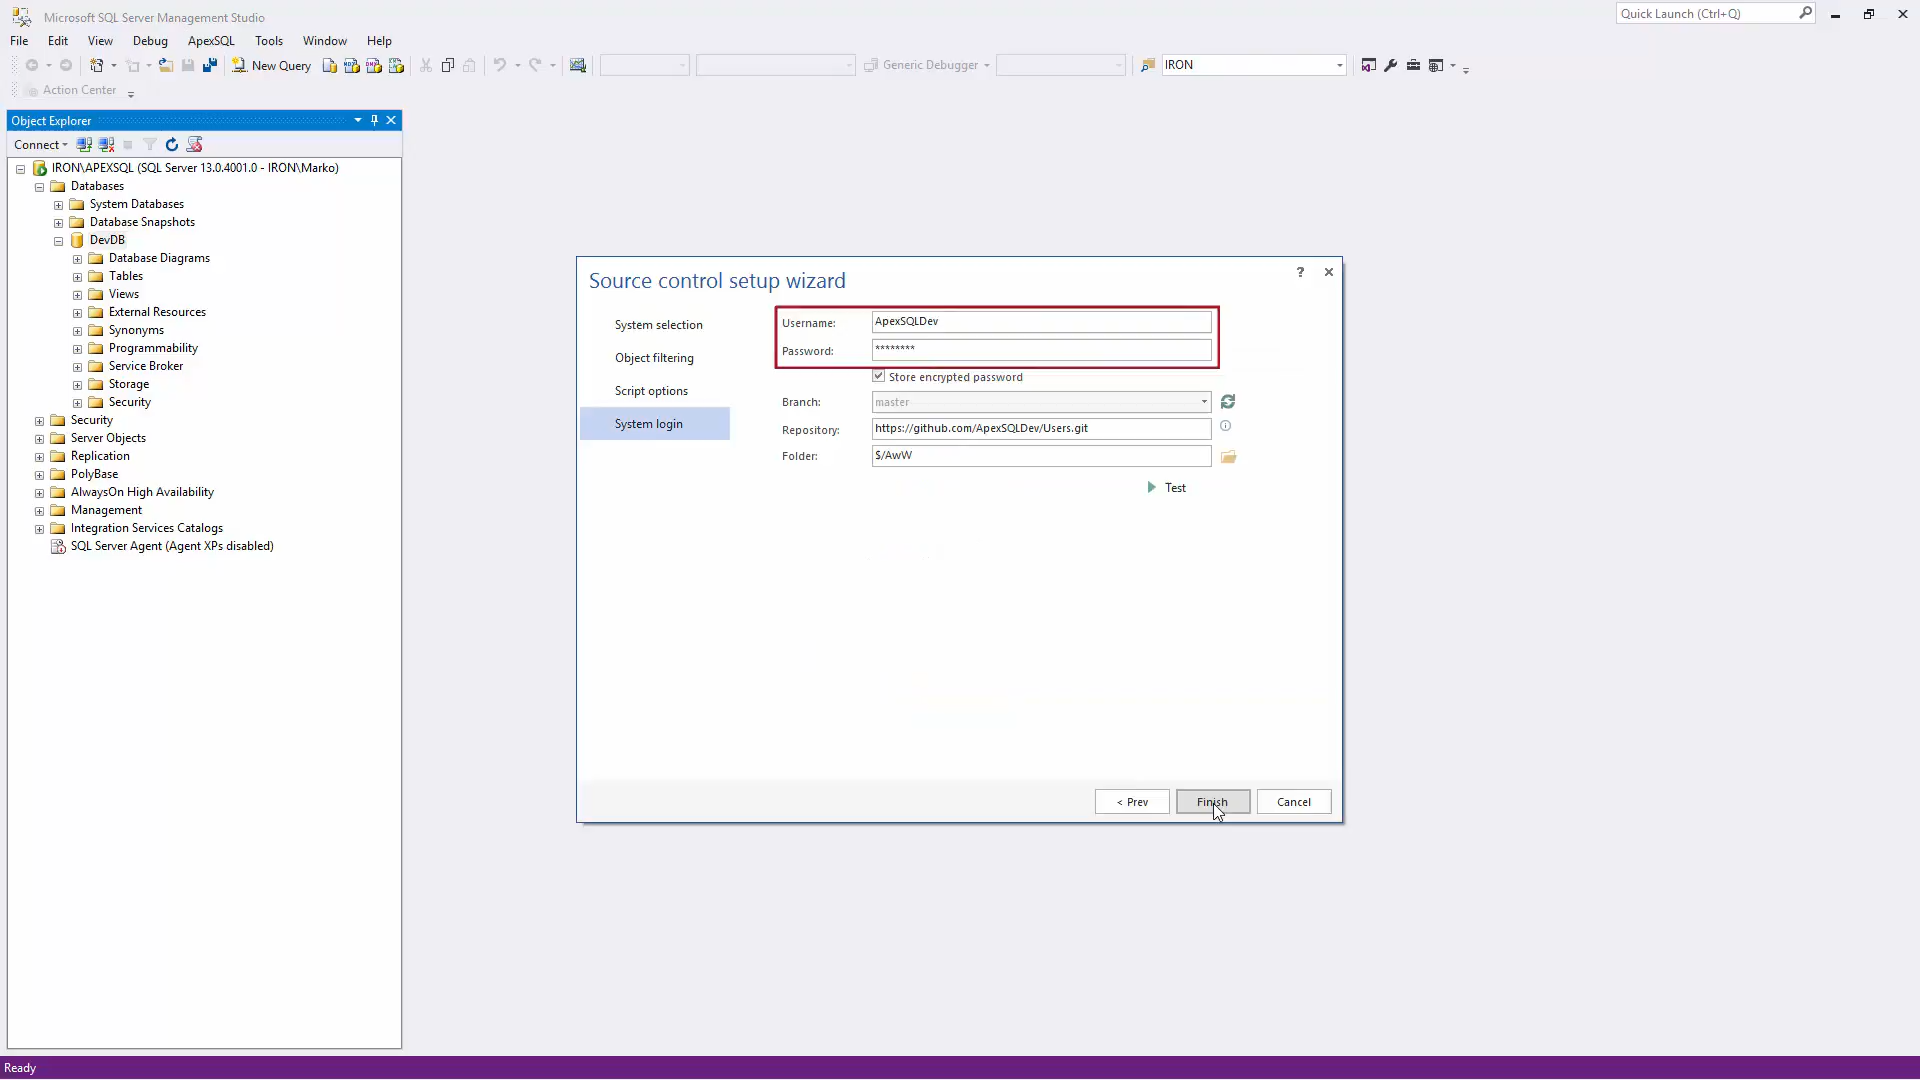 Microsoft SQL Server Management Studio
Quick Launch (Ctrl+Q)
File Edit View Debug ApexSQL Tools Window Help
New Query
Generic Debugger
IRON
Action Center
Object Explorer
Connect
IRON\APEXSQL (SQL Server 13.0.4001.0 - IRON\Marko)
Databases
System Databases
Database Snapshots
DevDB
Database Diagrams
Tables
Views
External Resources
Synonyms
Programmability
Service Broker
Storage
Security
Security
Server Objects
Replication
PolyBase
AlwaysOn High Availability
Management
Integration Services Catalogs
SQL Server Agent (Agent XPs disabled)
Source control setup wizard
?
System selection
Object filtering
Script options
System login
Username: ApexSQLDev
Password: ********
Store encrypted password
Branch: master
Repository: https://github.com/ApexSQLDev/Users.git
Folder: $/AwW
Test
< Prev
Finish
Cancel
Ready